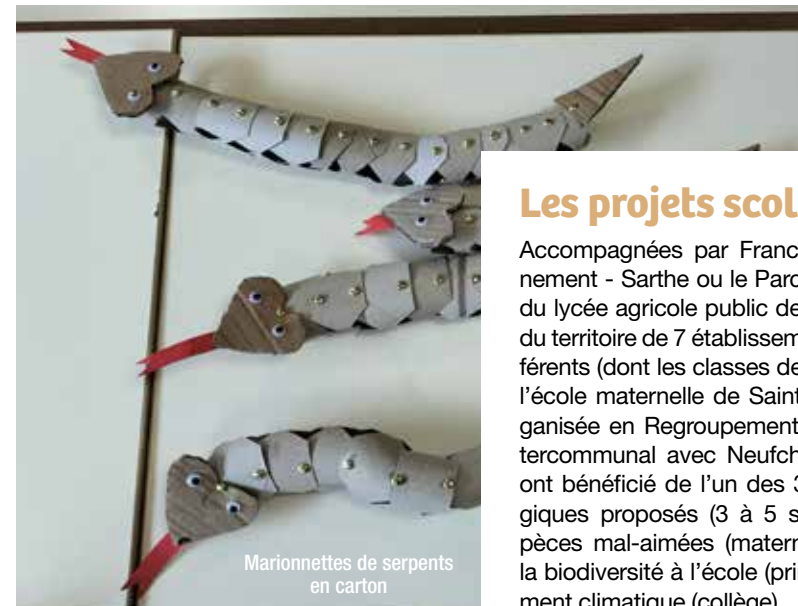 Marionnettes de serpents
en carton
Les projets scol
Accompagnées par Franc
nement - Sarthe ou le Parc
du lycée agricole public de
du territoire de 7 établissem
férents (dont les classes de
l'école maternelle de Saint
ganisée en Regroupement
tercommunal avec Neufch
ont bénéficié de l'un des 3
giques proposés (3 à 5 s
pèces mal-aimées (matern
la biodiversité à l'école (pri
ment climatique (collège)